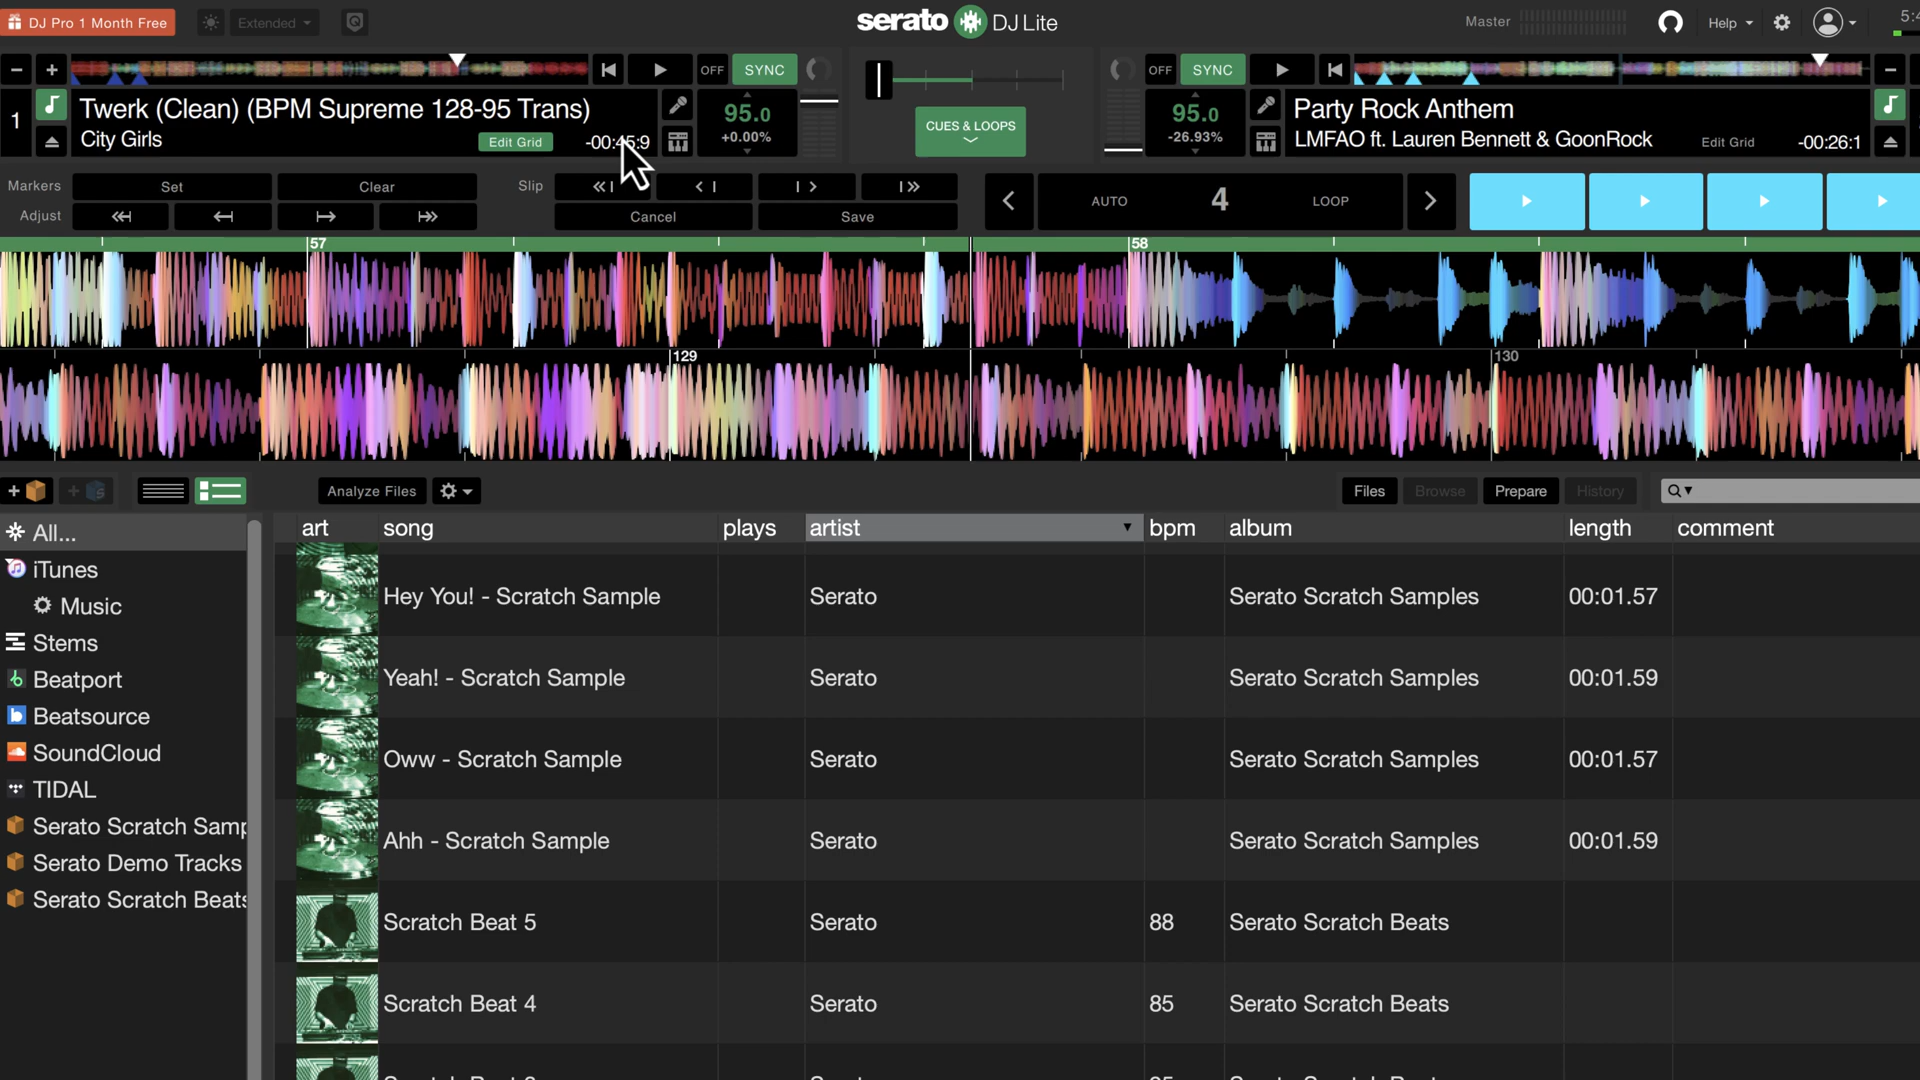 DJ Pro 1 Month Free
Extended
serato DJ Lite
Master
Help
OFF
SYNC
OFF
SYNC
1
Twerk (Clean) (BPM Supreme 128-95 Trans)
City Girls
Edit Grid
95.0
+0.00%
CUES & LOOPS
95.0
-26.93%
Party Rock Anthem
LMFAO ft. Lauren Bennett & GoonRock
Edit Grid
-00:26:1
Markers
Set
Clear
Slip
Adjust
Cancel
Save
AUTO
4
LOOP
57
58
129
130
Analyze Files
Files
Browse
Prepare
History
All...
iTunes
Music
Stems
Beatport
Beatsource
SoundCloud
TIDAL
Serato Scratch Samp
Serato Demo Tracks
Serato Scratch Beats
art song plays artist bpm album length comment
Hey You! - Scratch Sample Serato Serato Scratch Samples 00:01.57
Yeah! - Scratch Sample Serato Serato Scratch Samples 00:01.59
Oww - Scratch Sample Serato Serato Scratch Samples 00:01.57
Ahh - Scratch Sample Serato Serato Scratch Samples 00:01.59
Scratch Beat 5 Serato 88 Serato Scratch Beats
Scratch Beat 4 Serato 85 Serato Scratch Beats